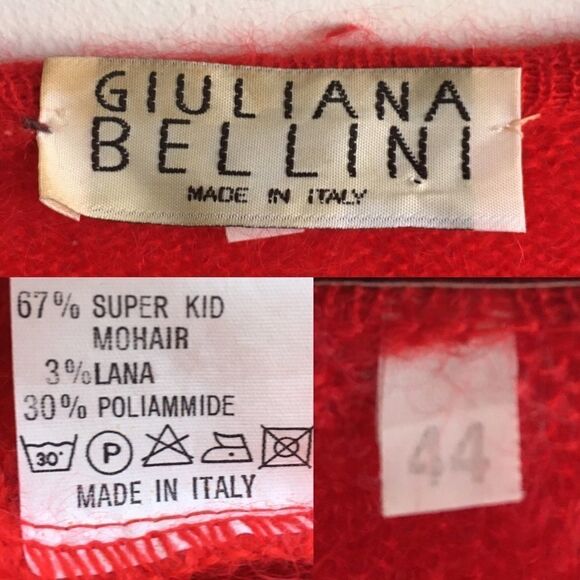 GIULIANA
BELLINI
MADE IN ITALY
67% SUPER KID
MOHAIR
3% LANA
30% POLIAMMIDE
30°
P
MADE IN ITALY
44